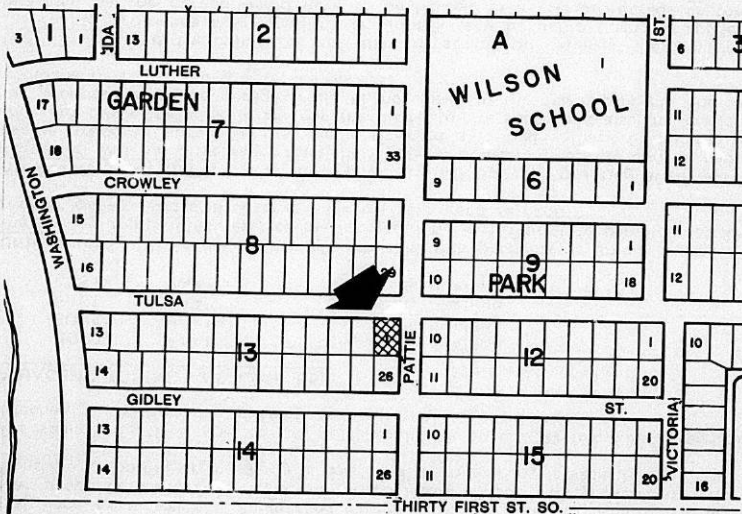 3 1 1
IDA
13 2 1
A
ST.
6
LUTHER
WILSON 1
SCHOOL
17 GARDEN 1
7
18 33
11
12
CROWLEY
9 6 1
WASHINGTON
15 1
8
16 29
9 1
9
10 PARK 18
11
12
TULSA
13
13
14 26
PATTIE
10 1
12
11 20
10
GIDLEY
ST.
VICTORIA
13 1
14
14 26
10 1
15
11 20
16
THIRTY FIRST ST. SO.